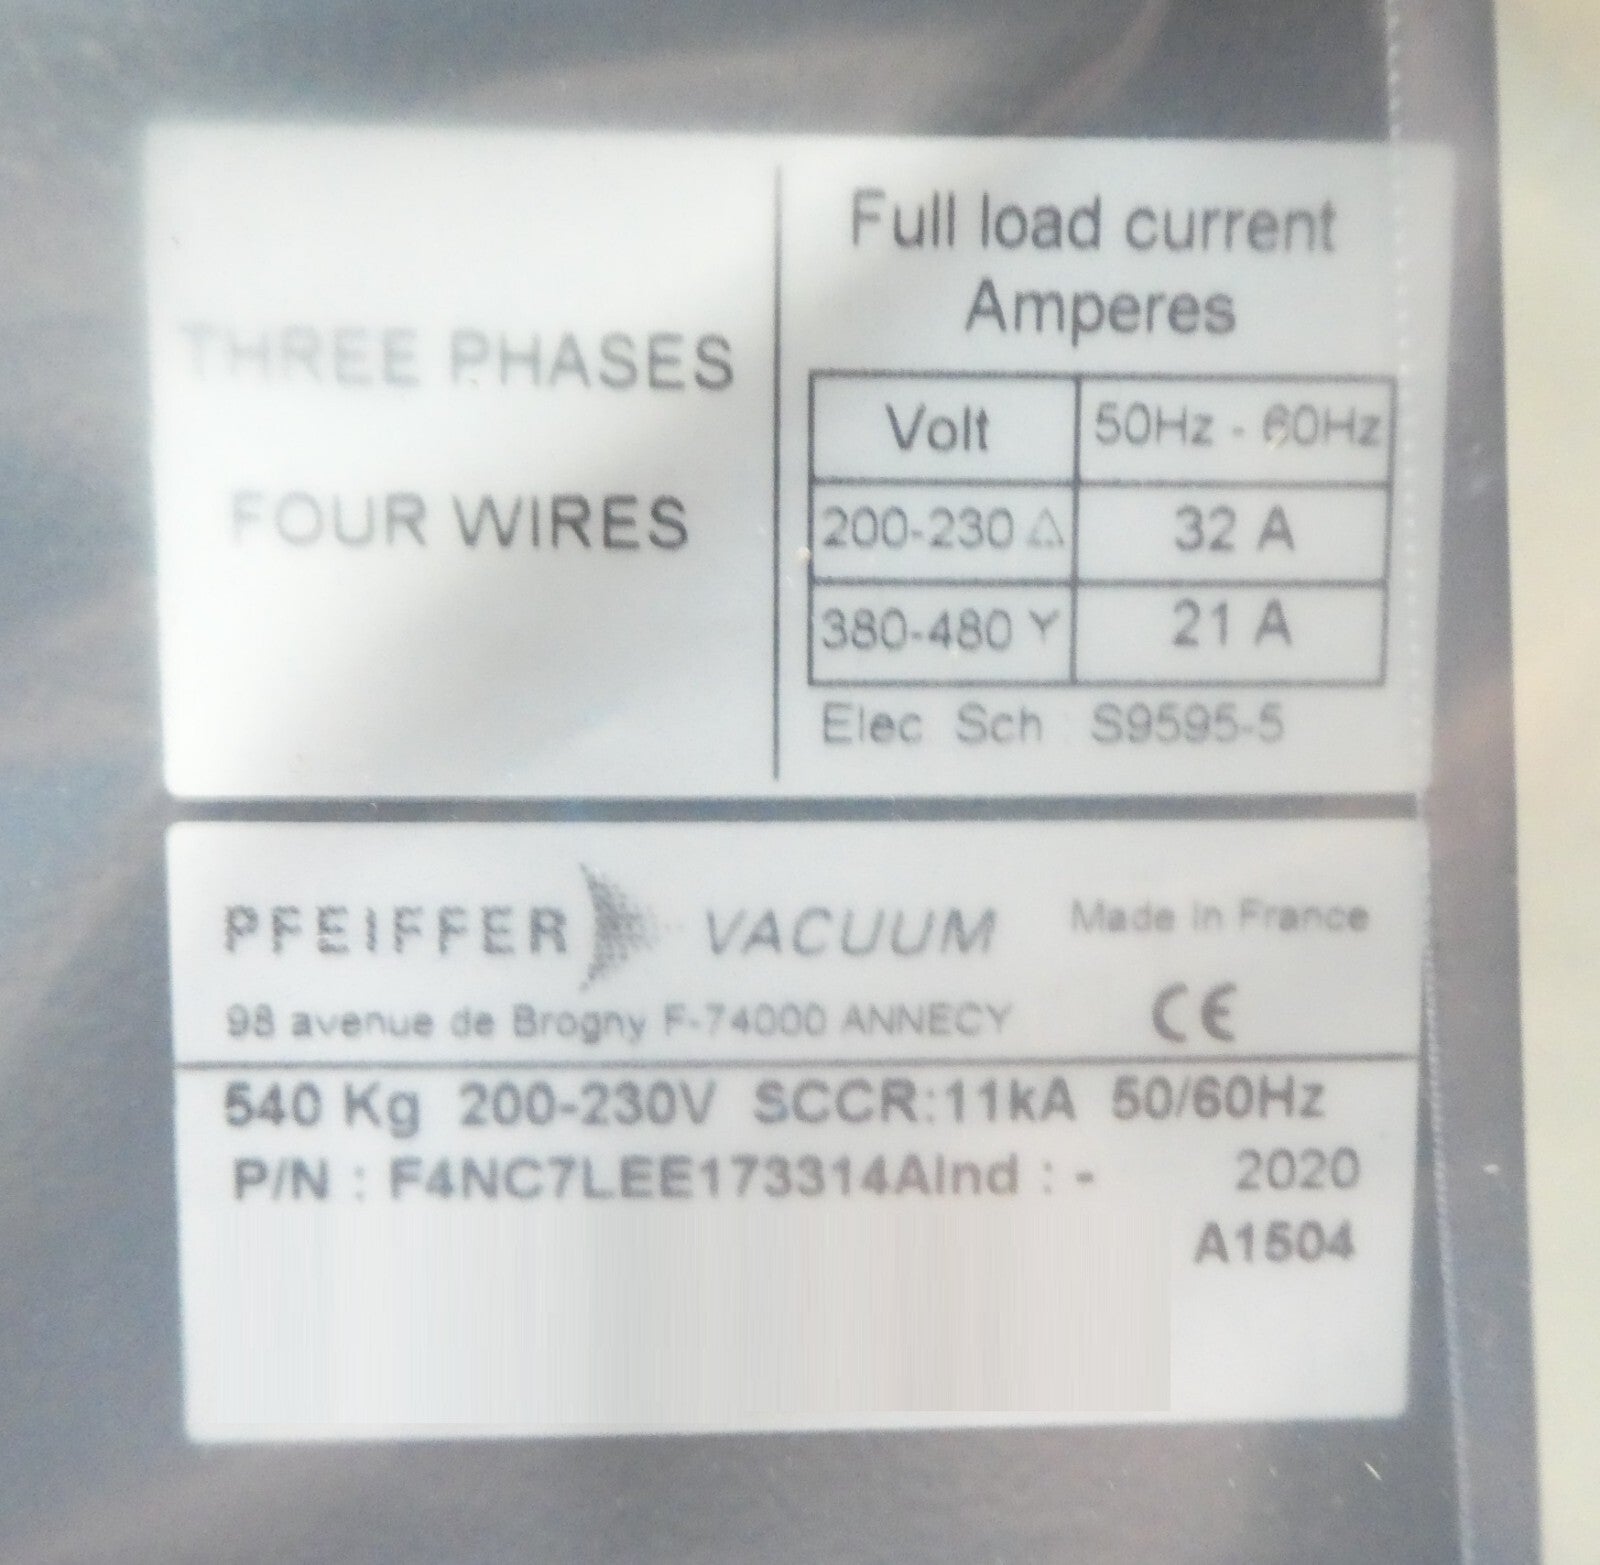 THREE PHASES
FOUR WIRES
Full load current
Amperes
Volt 50Hz - 60Hz
200-230 △ 32 A
380-480 Y 21 A
Elec Sch S9595-5
PFEIFFER VACUUM Made in France
98 avenue de Brogny F-74000 ANNECY CE
540 Kg 200-230V SCCR:11kA 50/60Hz
P/N : F4NC7LEE173314AInd : - 2020
A1504